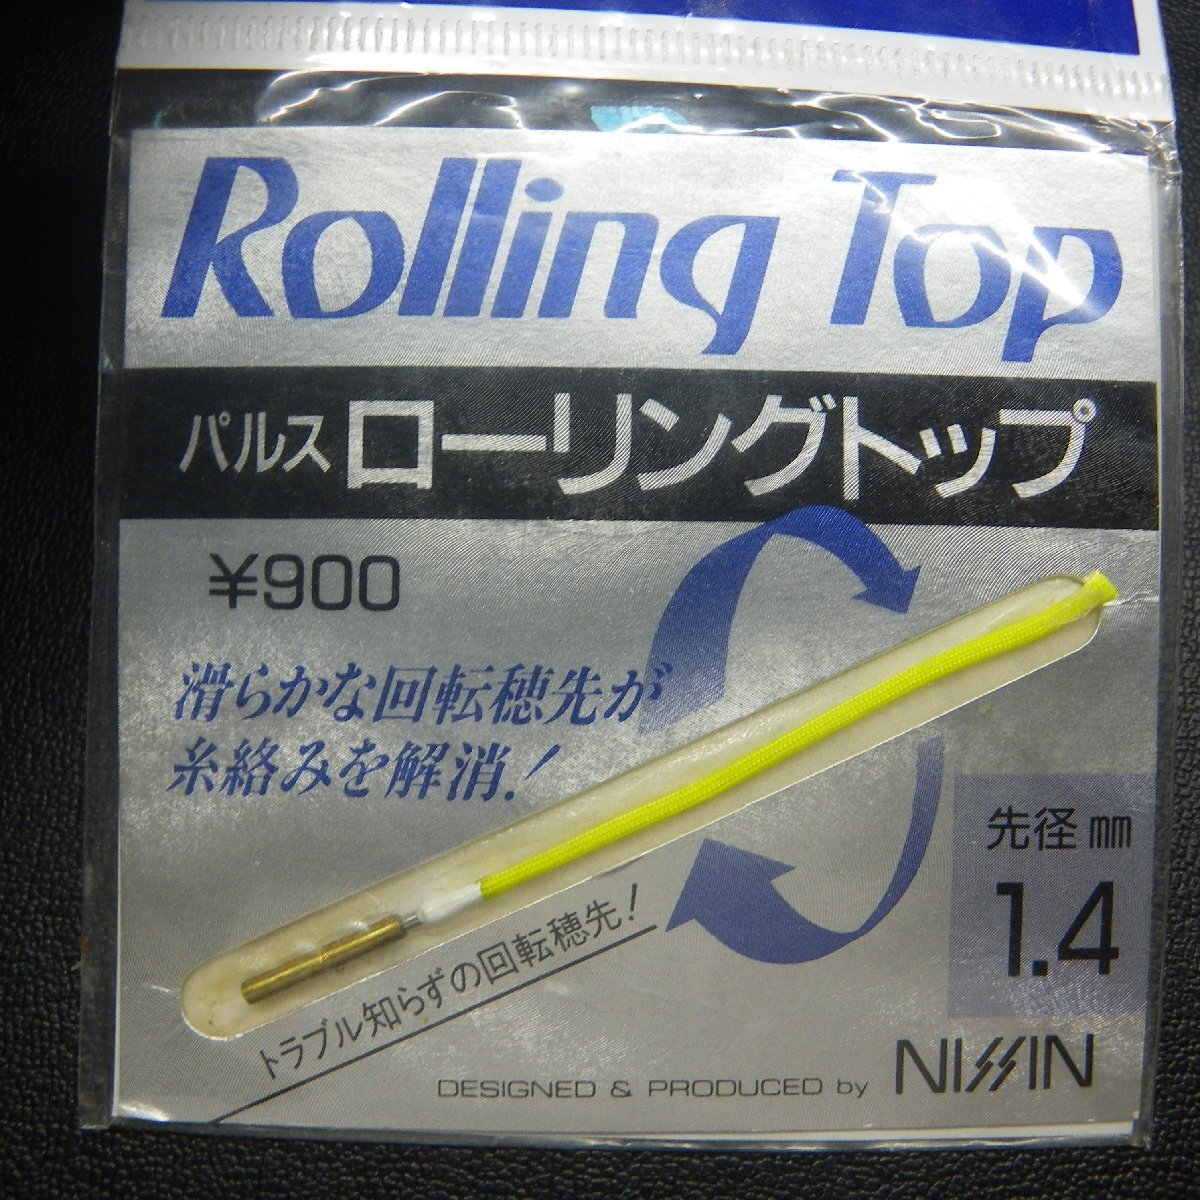 Rolling Top
パルス ローリングトップ
¥900
滑らかな回転穂先が
糸絡みを解消!
先径 mm
1.4
トラブル知らずの回転穂先!
DESIGNED & PRODUCED by NISSIN